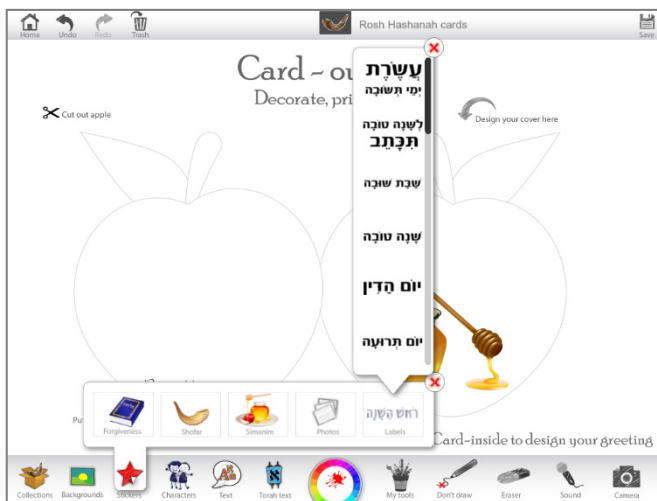 Home
Undo
Redo
Trash
Rosh Hashanah cards
Save
Card ~ ou
Decorate, pri
Cut out apple
Design your cover here
עֲשֶׂרֶת
יְמֵי תְּשׁוּבָה
לְשָׁנָה טוֹבָה
תִּכָּתֵב
שַׁבַּת שׁוּבָה
שָׁנָה טוֹבָה
יוֹם הַדִּין
יוֹם תְּרוּעָה
Forgiveness
Shofar
Simanim
Photos
רֹאשׁ הַשָּׁנָה
Labels
Card-inside to design your greeting
Collections
Backgrounds
Stickers
Characters
Text
Torah text
My tools
Don't draw
Eraser
Sound
Camera